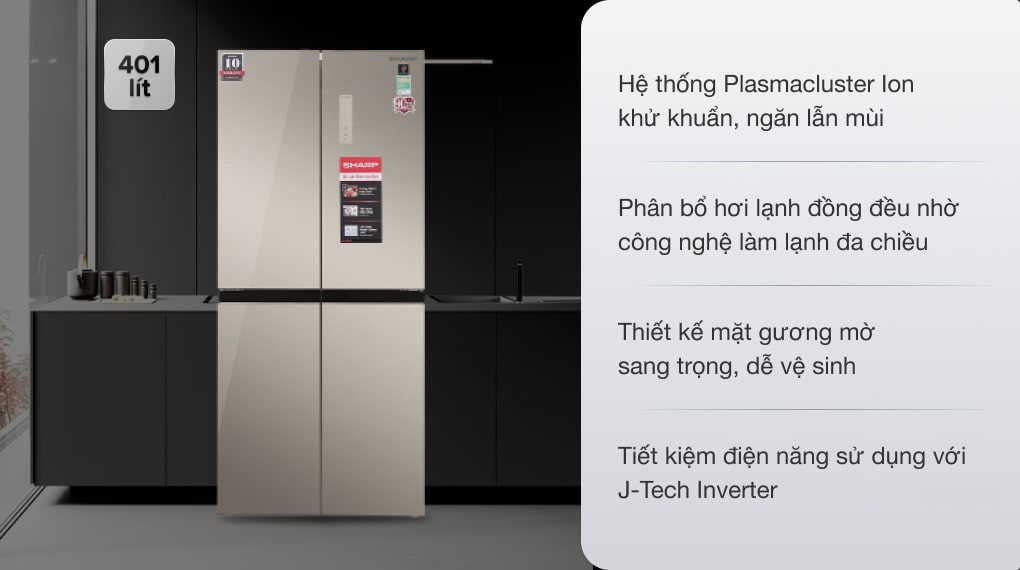 401
lít
10
SHARP
Hệ thống Plasmacluster Ion
khử khuẩn, ngăn lẫn mùi
Phân bổ hơi lạnh đồng đều nhờ
công nghệ làm lạnh đa chiều
Thiết kế mặt gương mờ
sang trọng, dễ vệ sinh
Tiết kiệm điện năng sử dụng với
J-Tech Inverter